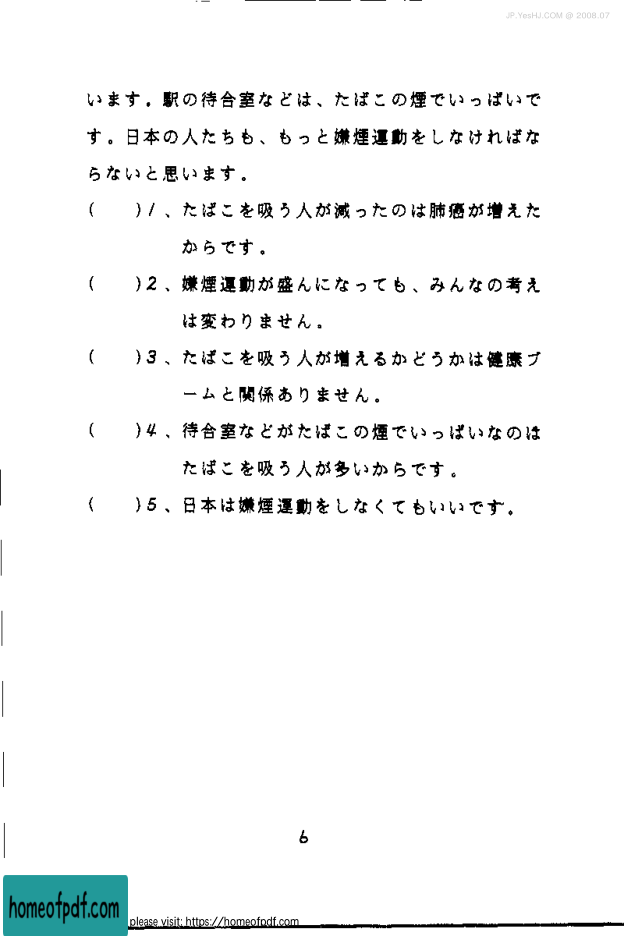 JP.YesHJ.COM @ 2008.07
います。駅の待合室などは、たばこの煙でいっぱいで
す。日本の人たちも、もっと嫌煙運動をしなければな
らないと思います。
(　　)1、たばこを吸う人が減ったのは肺癌が増えた
からです。
(　　)2、嫌煙運動が盛んになっても、みんなの考え
は変わりません。
(　　)3、たばこを吸う人が増えるかどうかは健康ブ
ームと関係ありません。
(　　)4、待合室などがたばこの煙でいっぱいなのは
たばこを吸う人が多いからです。
(　　)5、日本は嫌煙運動をしなくてもいいです。
6
homeofpdf.com
please visit: https://homeofpdf.com